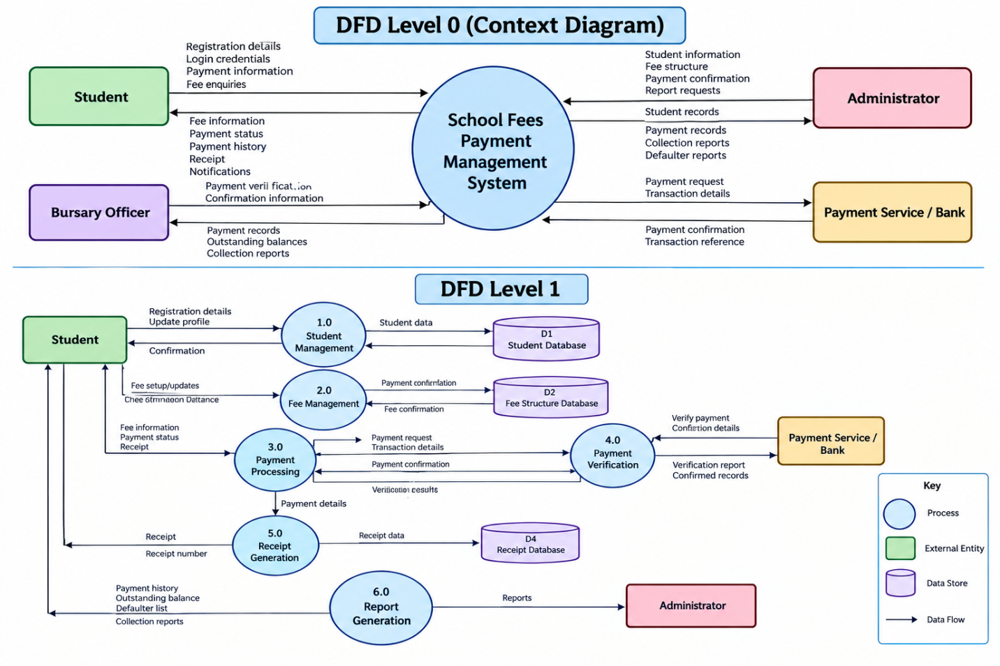 DFD Level 0 (Context Diagram)
Registration details
Login credentials
Payment information
Fee enquiries
Student
Fee information
Payment status
Payment history
Receipt
Notifications
Student information
Fee structure
Payment confirmation
Report requests
Administrator
Student records
Payment records
Collection reports
Defaulter reports
School Fees
Payment
Management
System
Payment
Confirmation information
Bursary Officer
Payment records
Outstanding balances
Collection reports
Payment request
Transaction details
Payment Service / Bank
Payment confirmation
Transaction reference
DFD Level 1
Student
Registration details
Update profile
Confirmation
1.0
Student
Management
Student data
D1
Student Database
Fee setup/updates
2.0
Fee Management
Payment
Fee confirmation
D2
Fee Structure Database
Fee information
Payment status
Receipt
3.0
Payment
Processing
Payment request
Transaction details
Payment confirmation
4.0
Payment
Verification
Verify payment
details
Payment Service /
Bank
Verification report
Confirmed records
Payment details
5.0
Receipt
Generation
Receipt
Receipt number
Receipt data
D4
Receipt Database
Payment history
Outstanding balance
Defaulter list
Collection reports
6.0
Report
Generation
Reports
Administrator
Key
Process
External Entity
Data Store
Data Flow